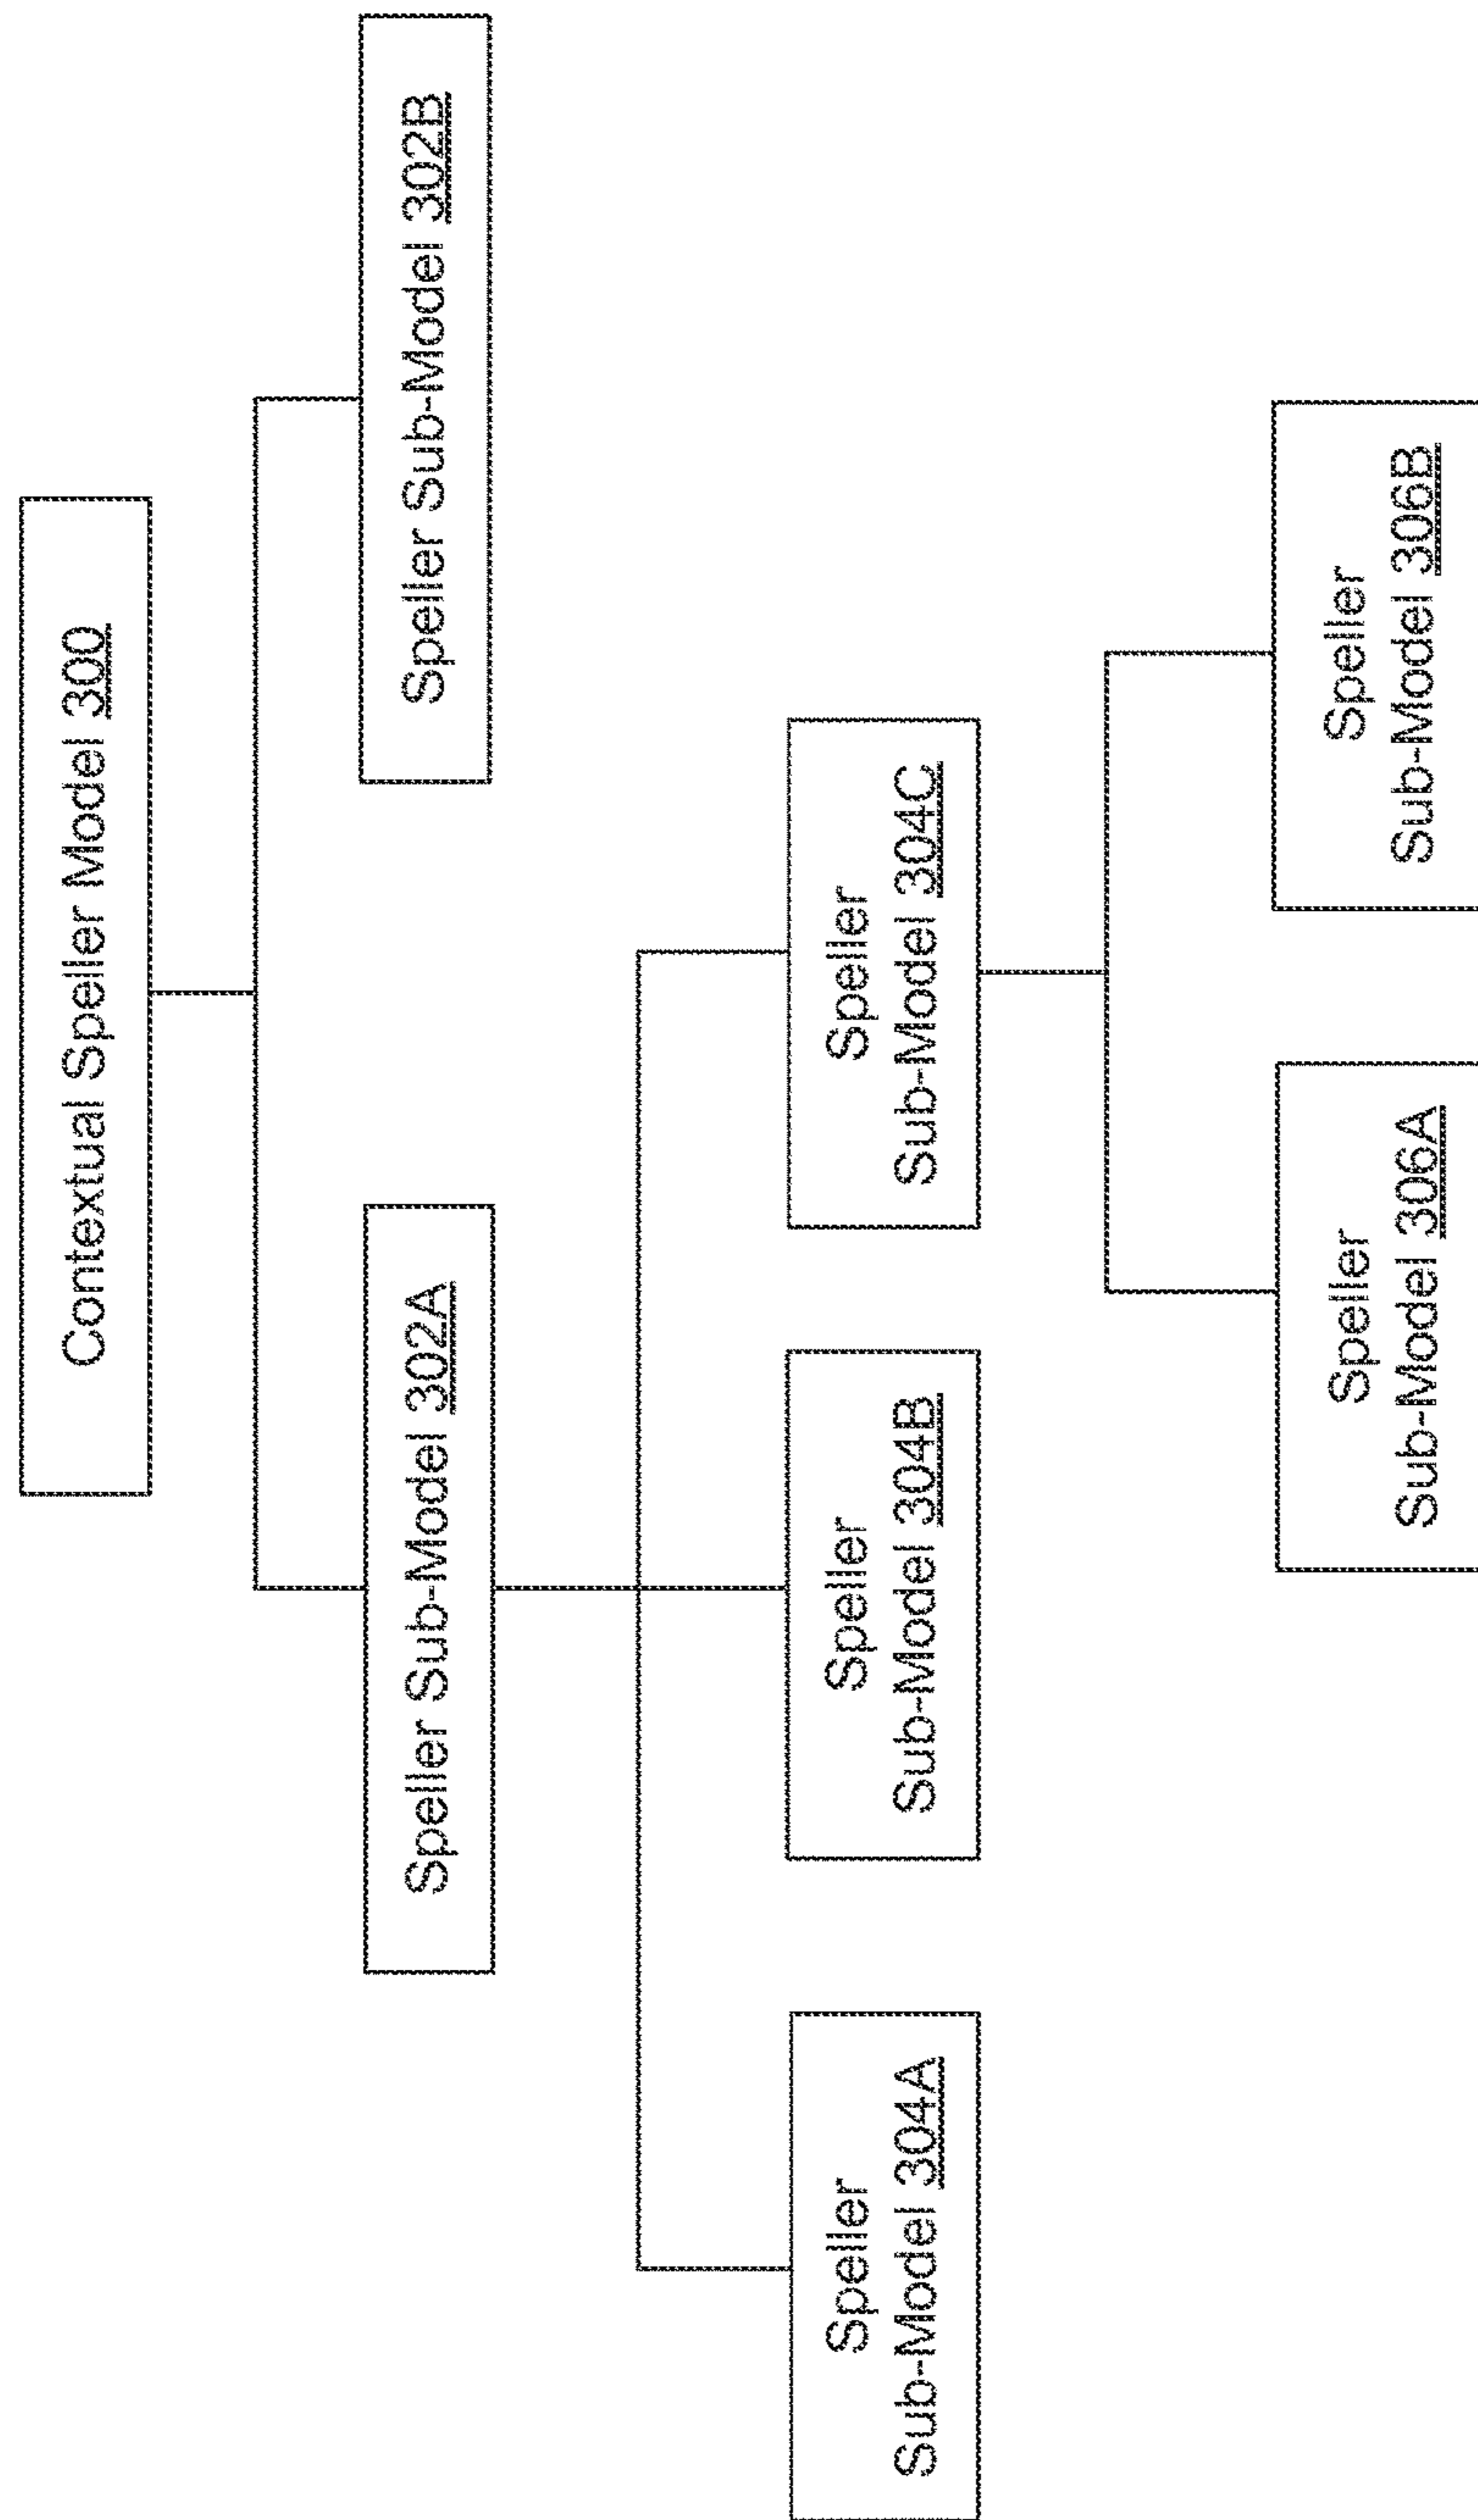 Contextual Speller Model 300
Speller Sub-Model 302A
Speller Sub-Model 302B
Speller
Sub-Model 304A
Speller
Sub-Model 304B
Speller
Sub-Model 304C
Speller
Sub-Model 306A
Speller
Sub-Model 306B